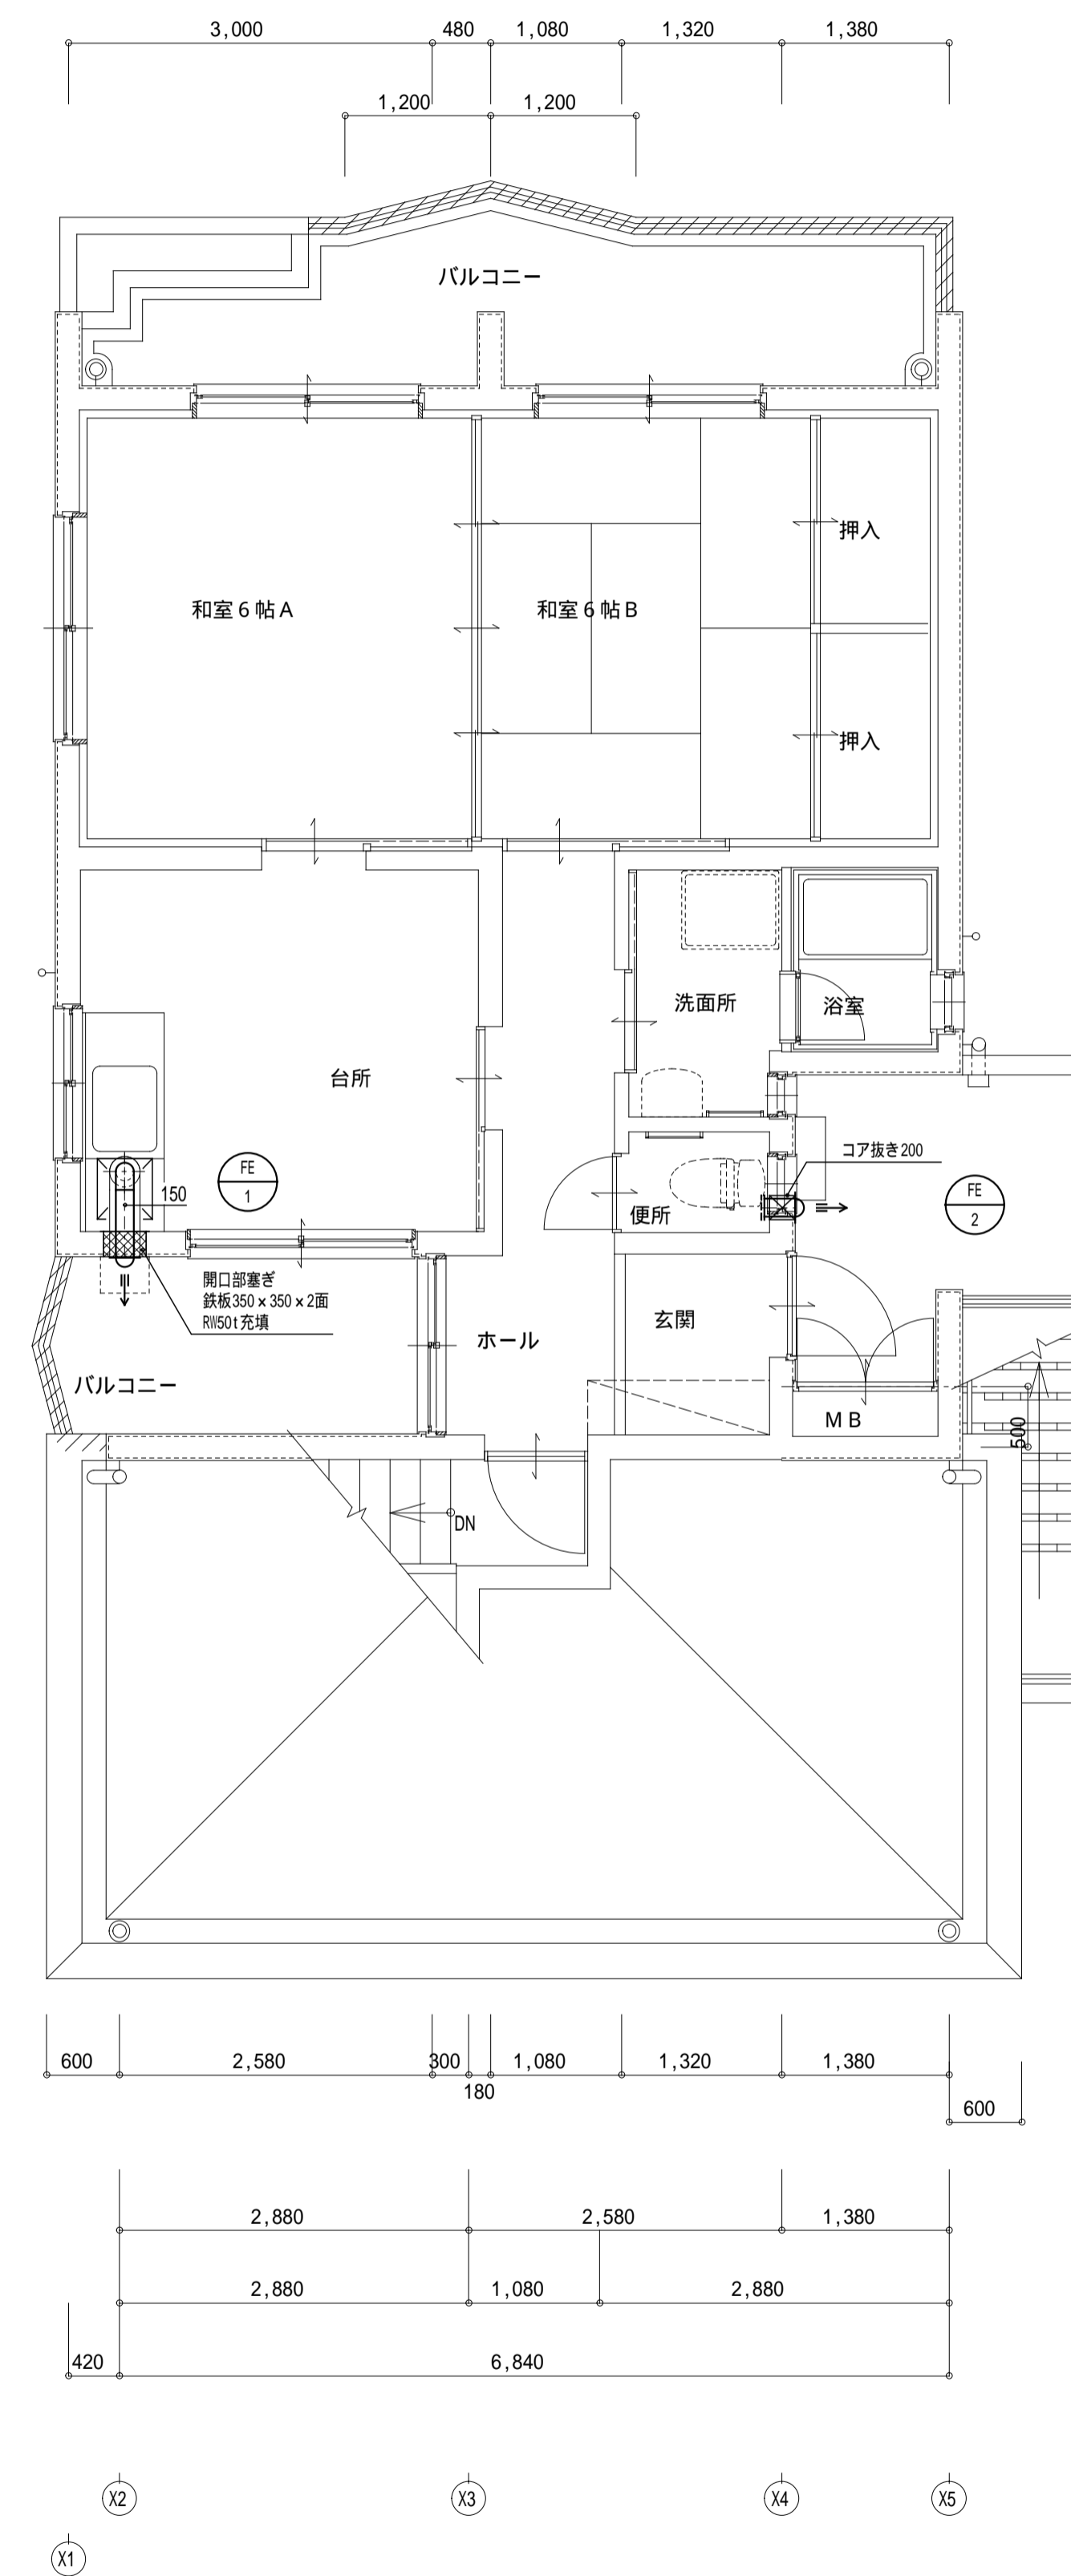 3,000
480
1,080
1,320
1,380
1,200
1,200
バルコニー
押入
和室６帖Ａ
和室６帖Ｂ
押入
洗面所
浴室
台所
コア抜き200
FE
1
150
FE
2
便所
開口部塞ぎ
鉄板350×350×2面
RW50t充填
玄関
ホール
バルコニー
ＭＢ
500
DN
600
2,580
300
180
1,080
1,320
1,380
600
2,880
2,580
1,380
2,880
1,080
2,880
420
6,840
X2
X3
X4
X5
X1